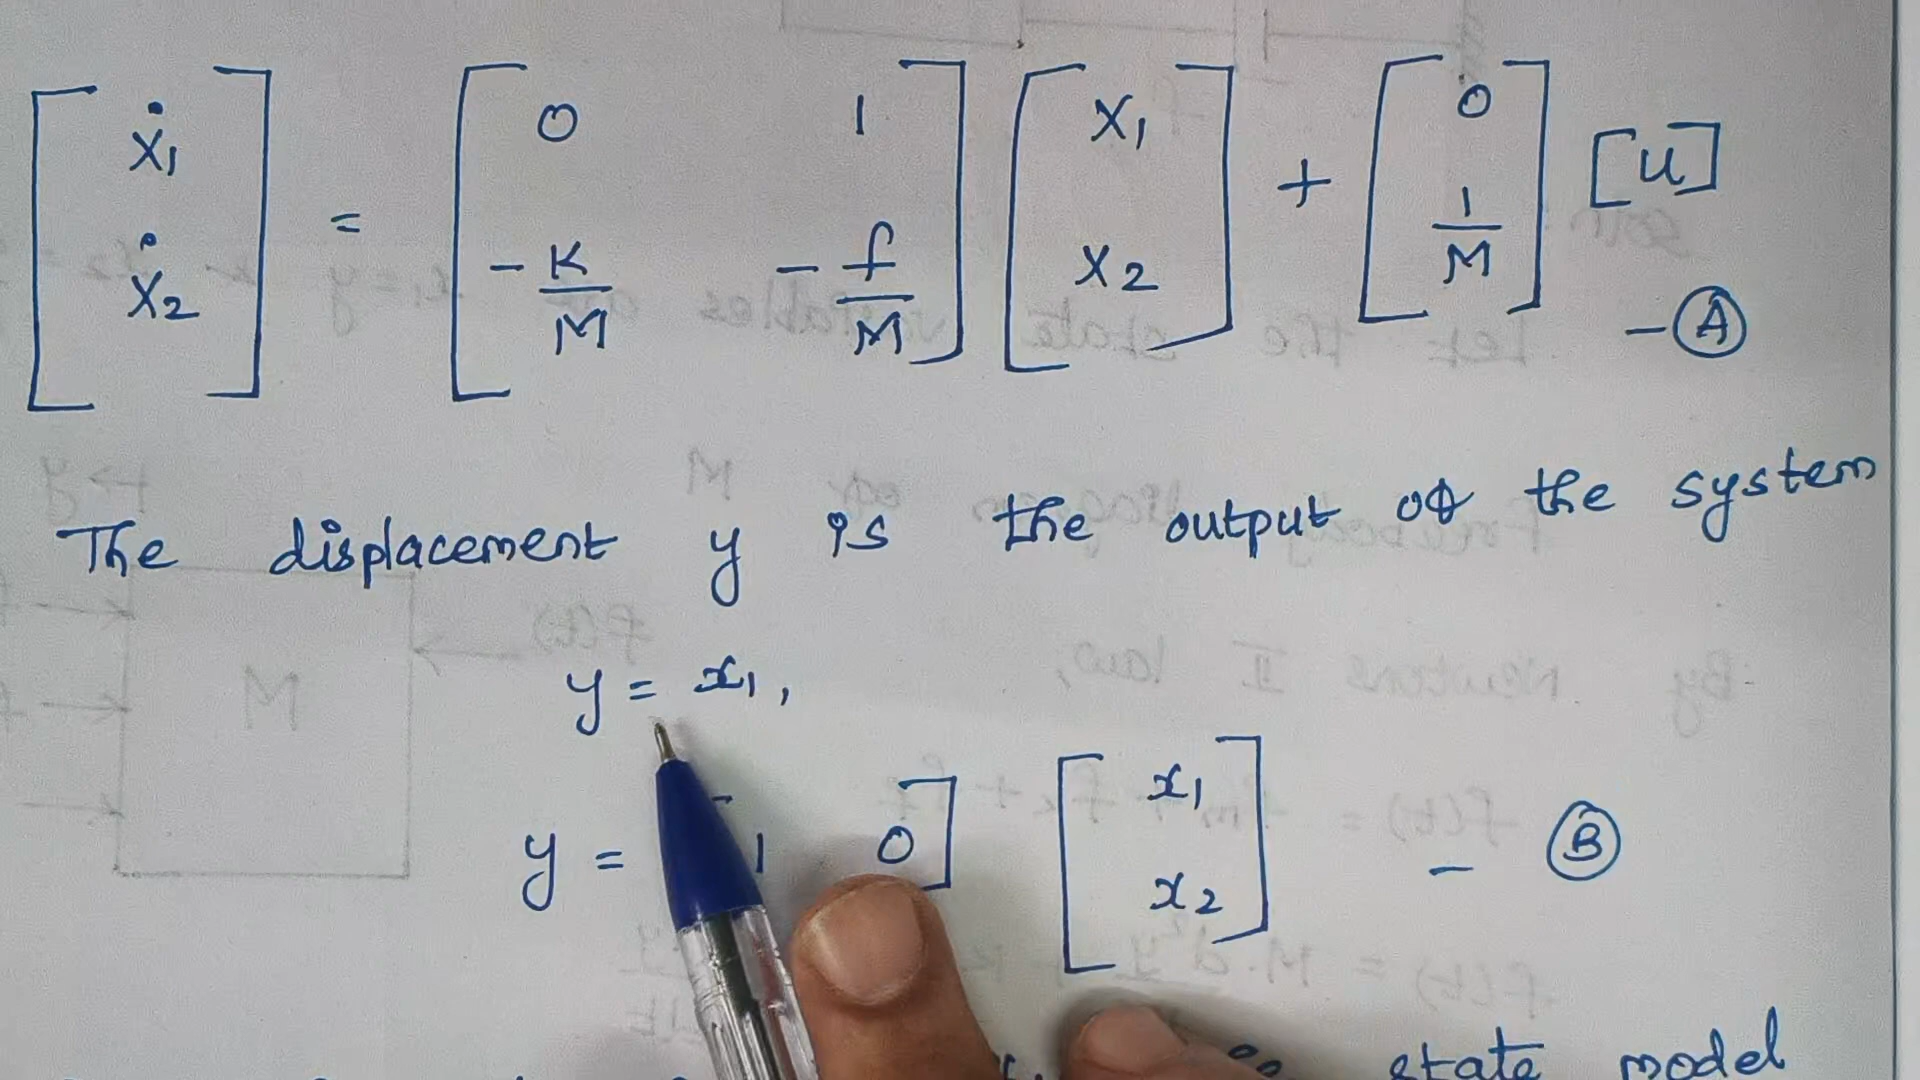 [ẋ₁ ẋ₂] = [0 1 -K/M -f/M] [x₁ x₂] + [0 1/M] [u] - Ⓐ
The displacement y is the output of the system
y = x₁,
y = 1 0] [x₁ x₂] - Ⓑ
state model